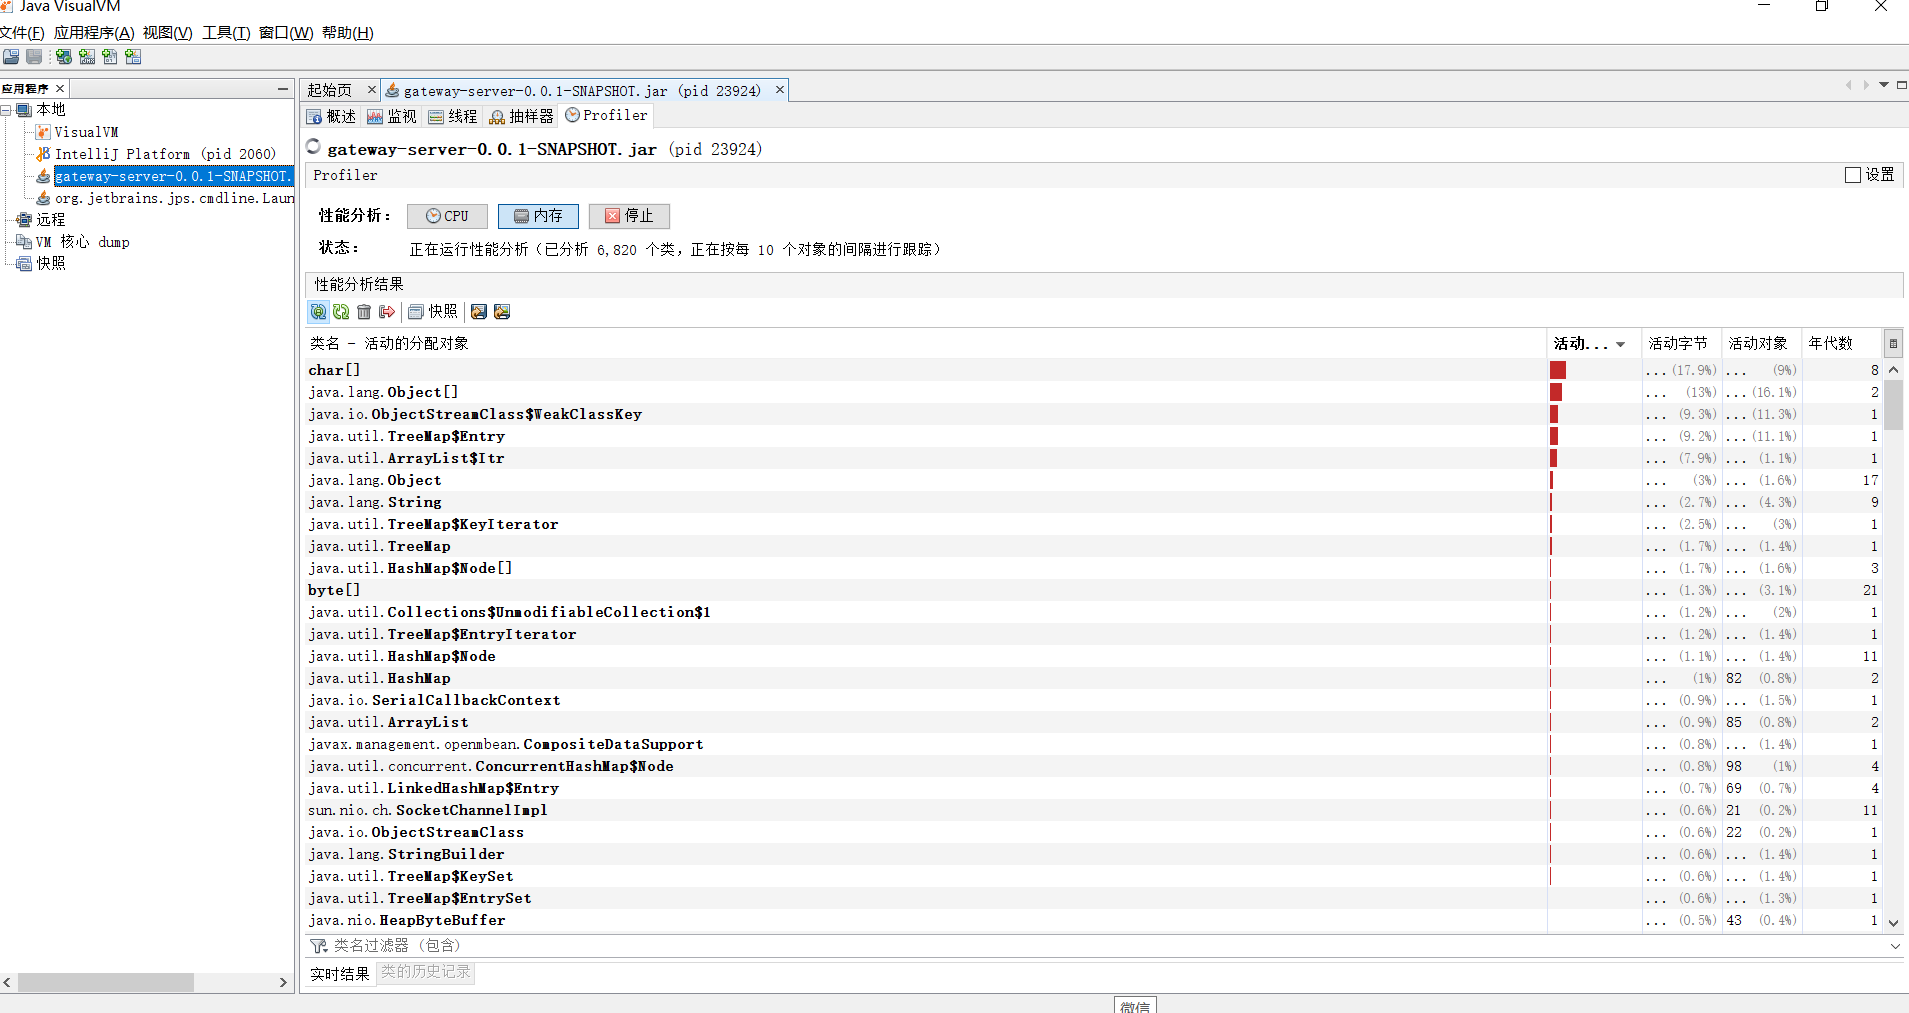 Java VisualVM
文件(F) 应用程序(A) 视图(V) 工具(T) 窗口(W) 帮助(H)
应用程序
本地
VisualVM
IntelliJ Platform (pid 2060)
gateway-server-0.0.1-SNAPSHOT.
org.jetbrains.jps.cmdline.Laun
远程
VM 核心 dump
快照
起始页 gateway-server-0.0.1-SNAPSHOT.jar (pid 23924)
概述 监视 线程 抽样器 Profiler
gateway-server-0.0.1-SNAPSHOT.jar (pid 23924)
Profiler 设置
性能分析： CPU 内存 停止
状态： 正在运行性能分析（已分析 6,820 个类，正在按每 10 个对象的间隔进行跟踪）
性能分析结果
快照
类名 - 活动的分配对象 活动... 活动字节 活动对象 年代数
char[] ... (17.9%) ... (9%) 8
java.lang.Object[] ... (13%) ... (16.1%) 2
java.io.ObjectStreamClass$WeakClassKey ... (9.3%) ... (11.3%) 1
java.util.TreeMap$Entry ... (9.2%) ... (11.1%) 1
java.util.ArrayList$Itr ... (7.9%) ... (1.1%) 1
java.lang.Object ... (3%) ... (1.6%) 17
java.lang.String ... (2.7%) ... (4.3%) 9
java.util.TreeMap$KeyIterator ... (2.5%) ... (3%) 1
java.util.TreeMap ... (1.7%) ... (1.4%) 1
java.util.HashMap$Node[] ... (1.7%) ... (1.6%) 3
byte[] ... (1.3%) ... (3.1%) 21
java.util.Collections$UnmodifiableCollection$1 ... (1.2%) ... (2%) 1
java.util.TreeMap$EntryIterator ... (1.2%) ... (1.4%) 1
java.util.HashMap$Node ... (1.1%) ... (1.4%) 11
java.util.HashMap ... (1%) 82 (0.8%) 2
java.io.SerialCallbackContext ... (0.9%) ... (1.5%) 1
java.util.ArrayList ... (0.9%) 85 (0.8%) 2
javax.management.openmbean.CompositeDataSupport ... (0.8%) ... (1.4%) 1
java.util.concurrent.ConcurrentHashMap$Node ... (0.8%) 98 (1%) 4
java.util.LinkedHashMap$Entry ... (0.7%) 69 (0.7%) 4
sun.nio.ch.SocketChannelImpl ... (0.6%) 21 (0.2%) 11
java.io.ObjectStreamClass ... (0.6%) 22 (0.2%) 1
java.lang.StringBuilder ... (0.6%) ... (1.4%) 1
java.util.TreeMap$KeySet ... (0.6%) ... (1.4%) 1
java.util.TreeMap$EntrySet ... (0.6%) ... (1.3%) 1
java.nio.HeapByteBuffer ... (0.5%) 43 (0.4%) 1
类名过滤器（包含）
实时结果 类的历史记录
微信